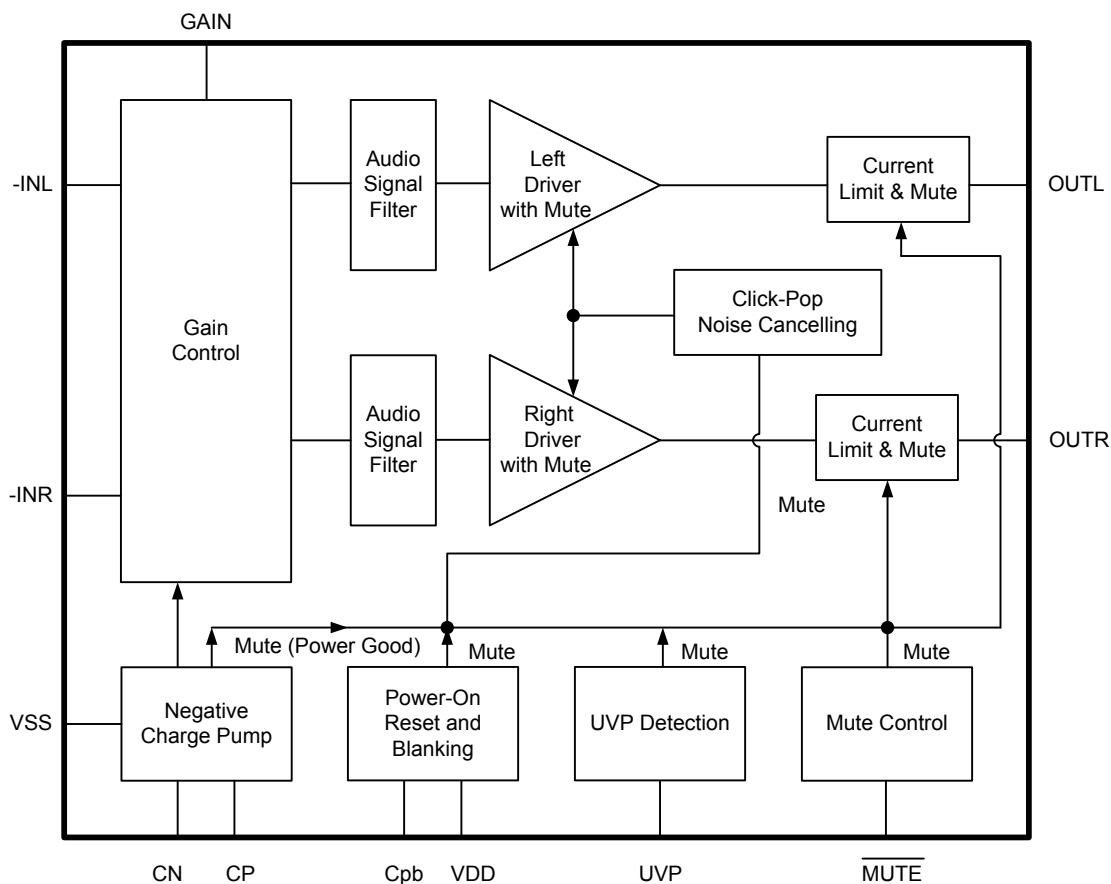 GAIN
-INL
Gain
Control
Audio
Signal
Filter
Left
Driver
with Mute
Current
Limit & Mute
OUTL
Click-Pop
Noise Cancelling
Audio
Signal
Filter
Right
Driver
with Mute
Current
Limit & Mute
OUTR
-INR
Mute
Mute (Power Good)
Mute
Mute
Mute
VSS
Negative
Charge Pump
Power-On
Reset and
Blanking
UVP Detection
Mute Control
CN
CP
Cpb
VDD
UVP
MUTE